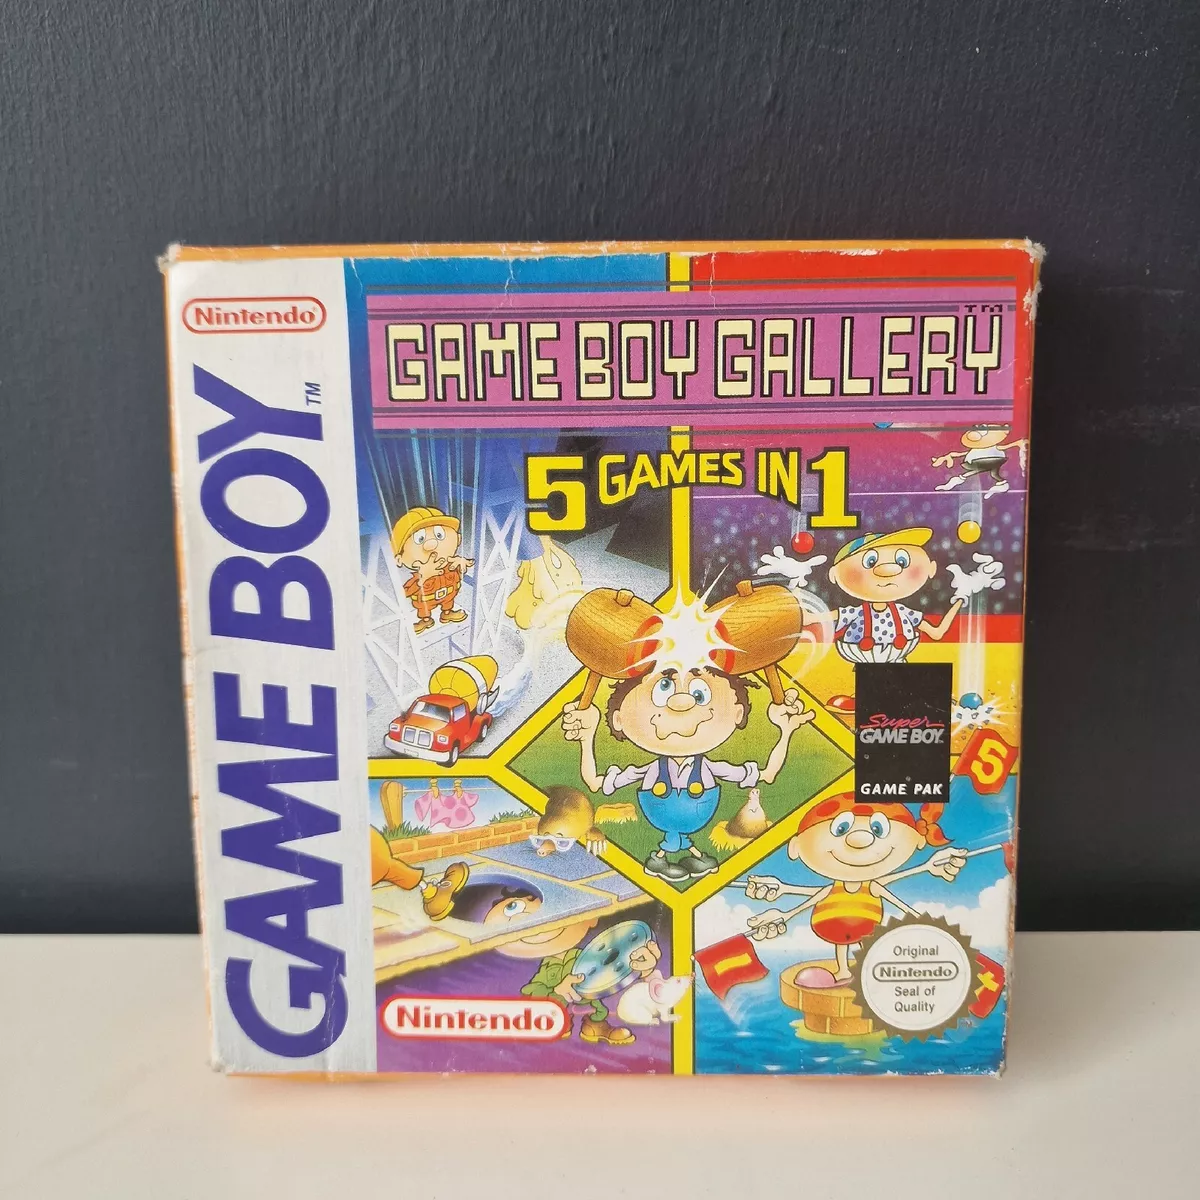 Nintendo
GAME BOY™
GAME BOY GALLERY™
5 GAMES IN 1
Super
GAME BOY.
GAME PAK
5
1
Original
Nintendo
Seal of
Quality
Nintendo